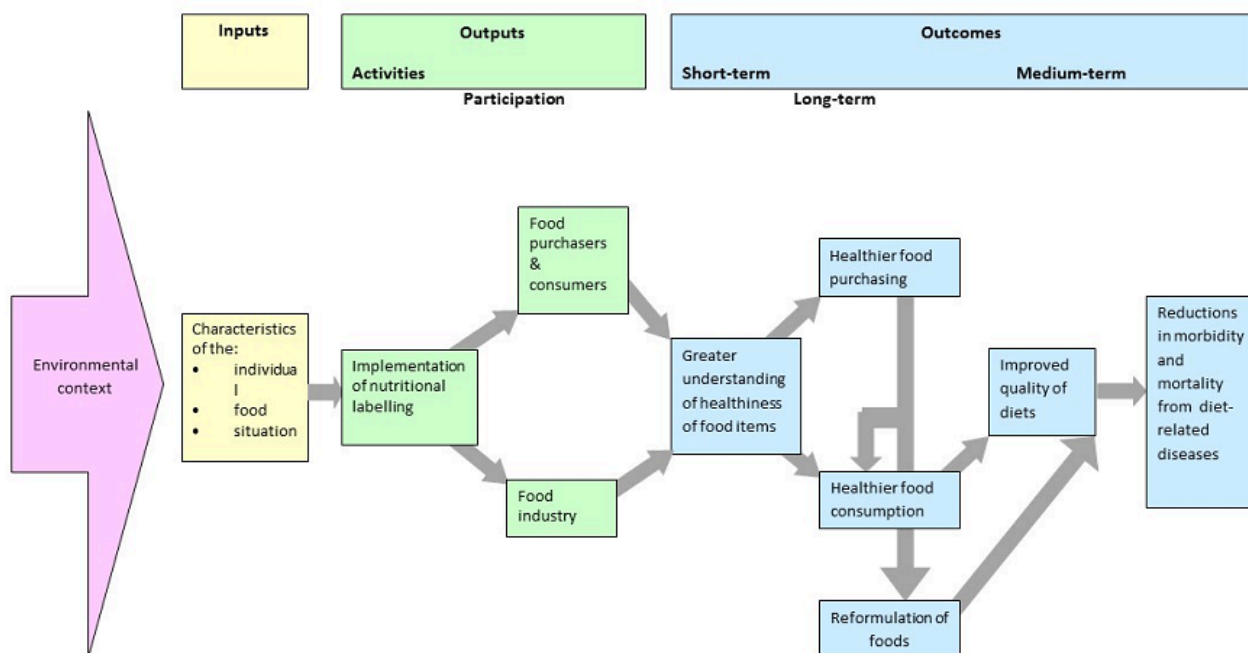 Inputs
Outputs
Outcomes
Activities
Short-term
Medium-term
Participation
Long-term
Environmental
context
Characteristics
of the:
• individua
l
• food
• situation
Implementation
of nutritional
labelling
Food
purchasers
&
consumers
Food
industry
Greater
understanding
of healthiness
of food items
Healthier food
purchasing
Healthier food
consumption
Reformulation of
foods
Improved
quality of
diets
Reductions
in morbidity
and
mortality
from diet-
related
diseases